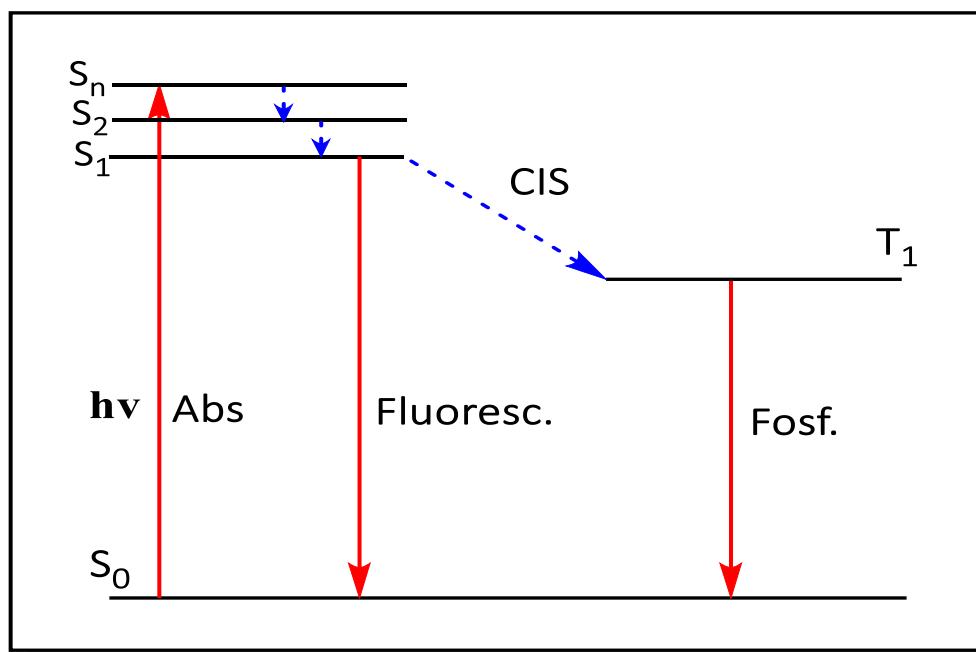 Sn
S2
S1
CIS
T1
hv Abs
Fluoresc.
Fosf.
S0